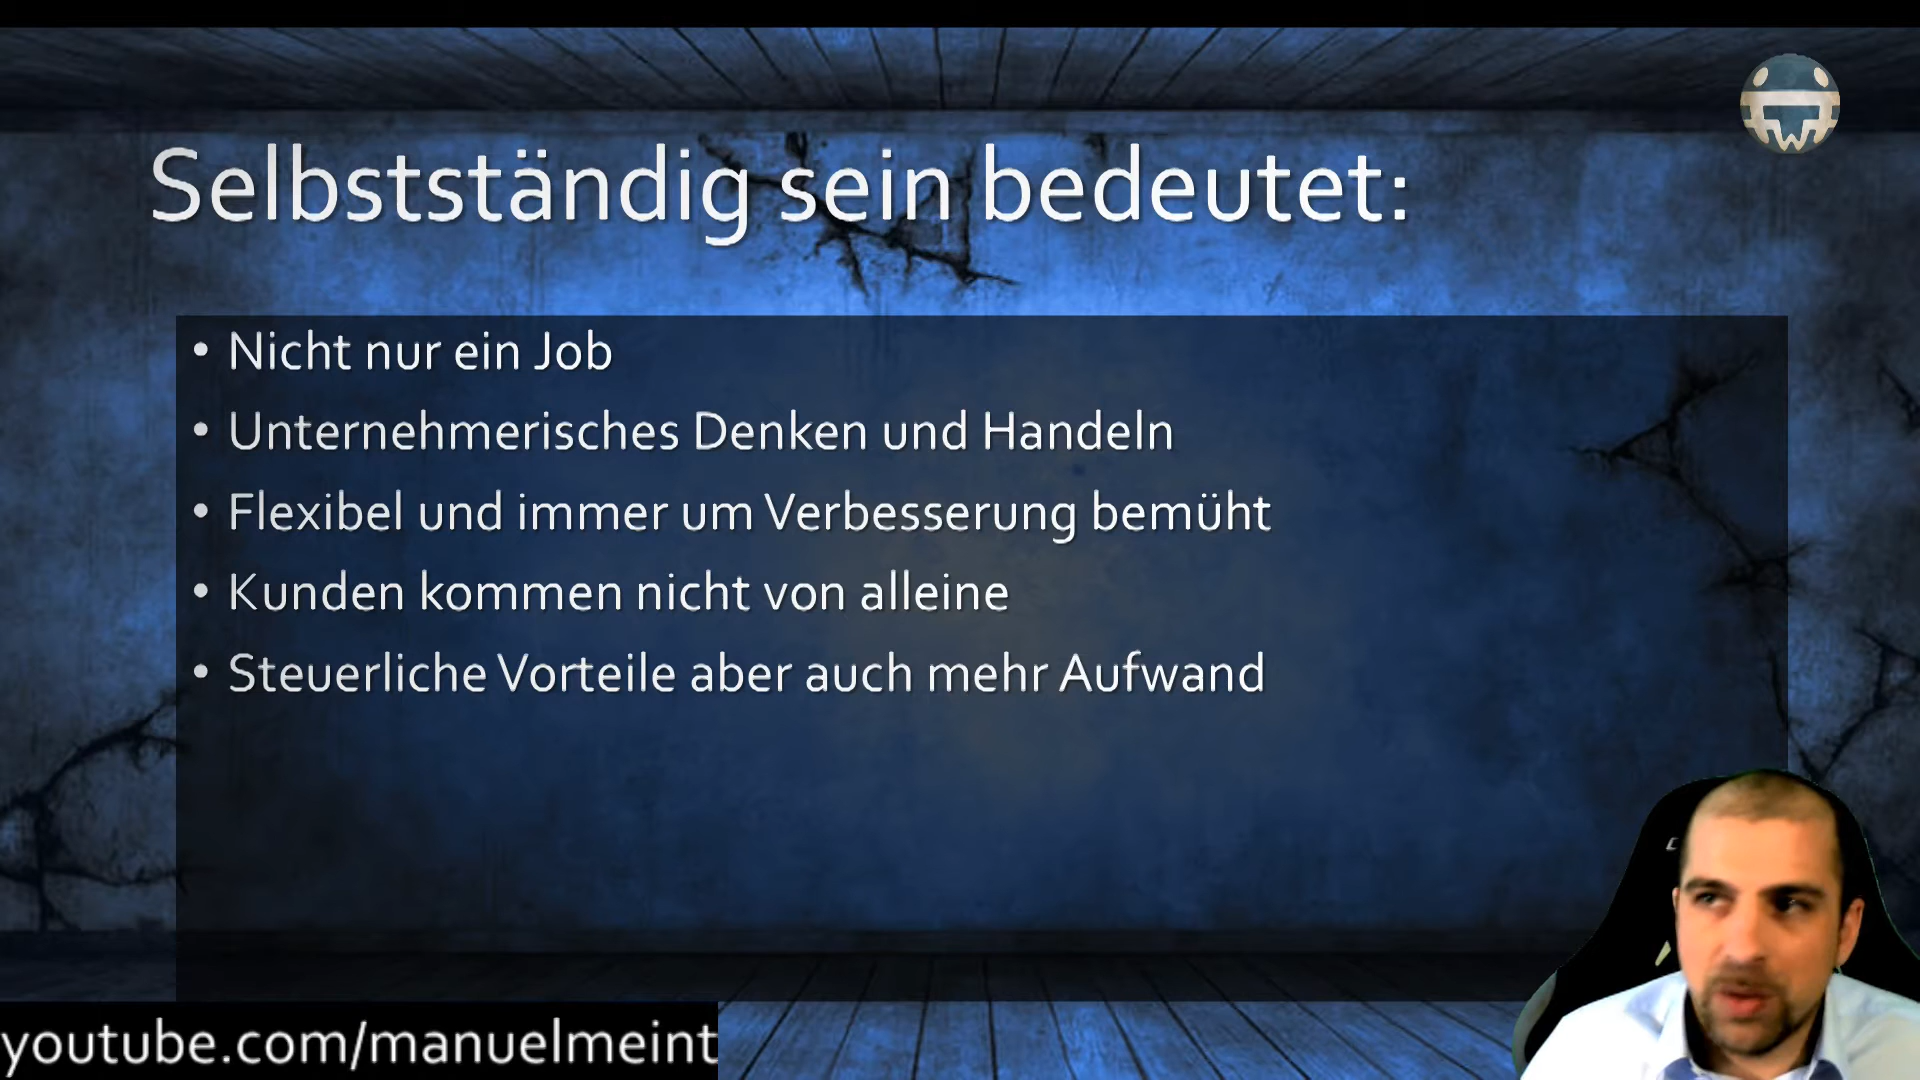 Selbstständig sein bedeutet:
• Nicht nur ein Job
• Unternehmerisches Denken und Handeln
• Flexibel und immer um Verbesserung bemüht
• Kunden kommen nicht von alleine
• Steuerliche Vorteile aber auch mehr Aufwand
youtube.com/manuelmeint